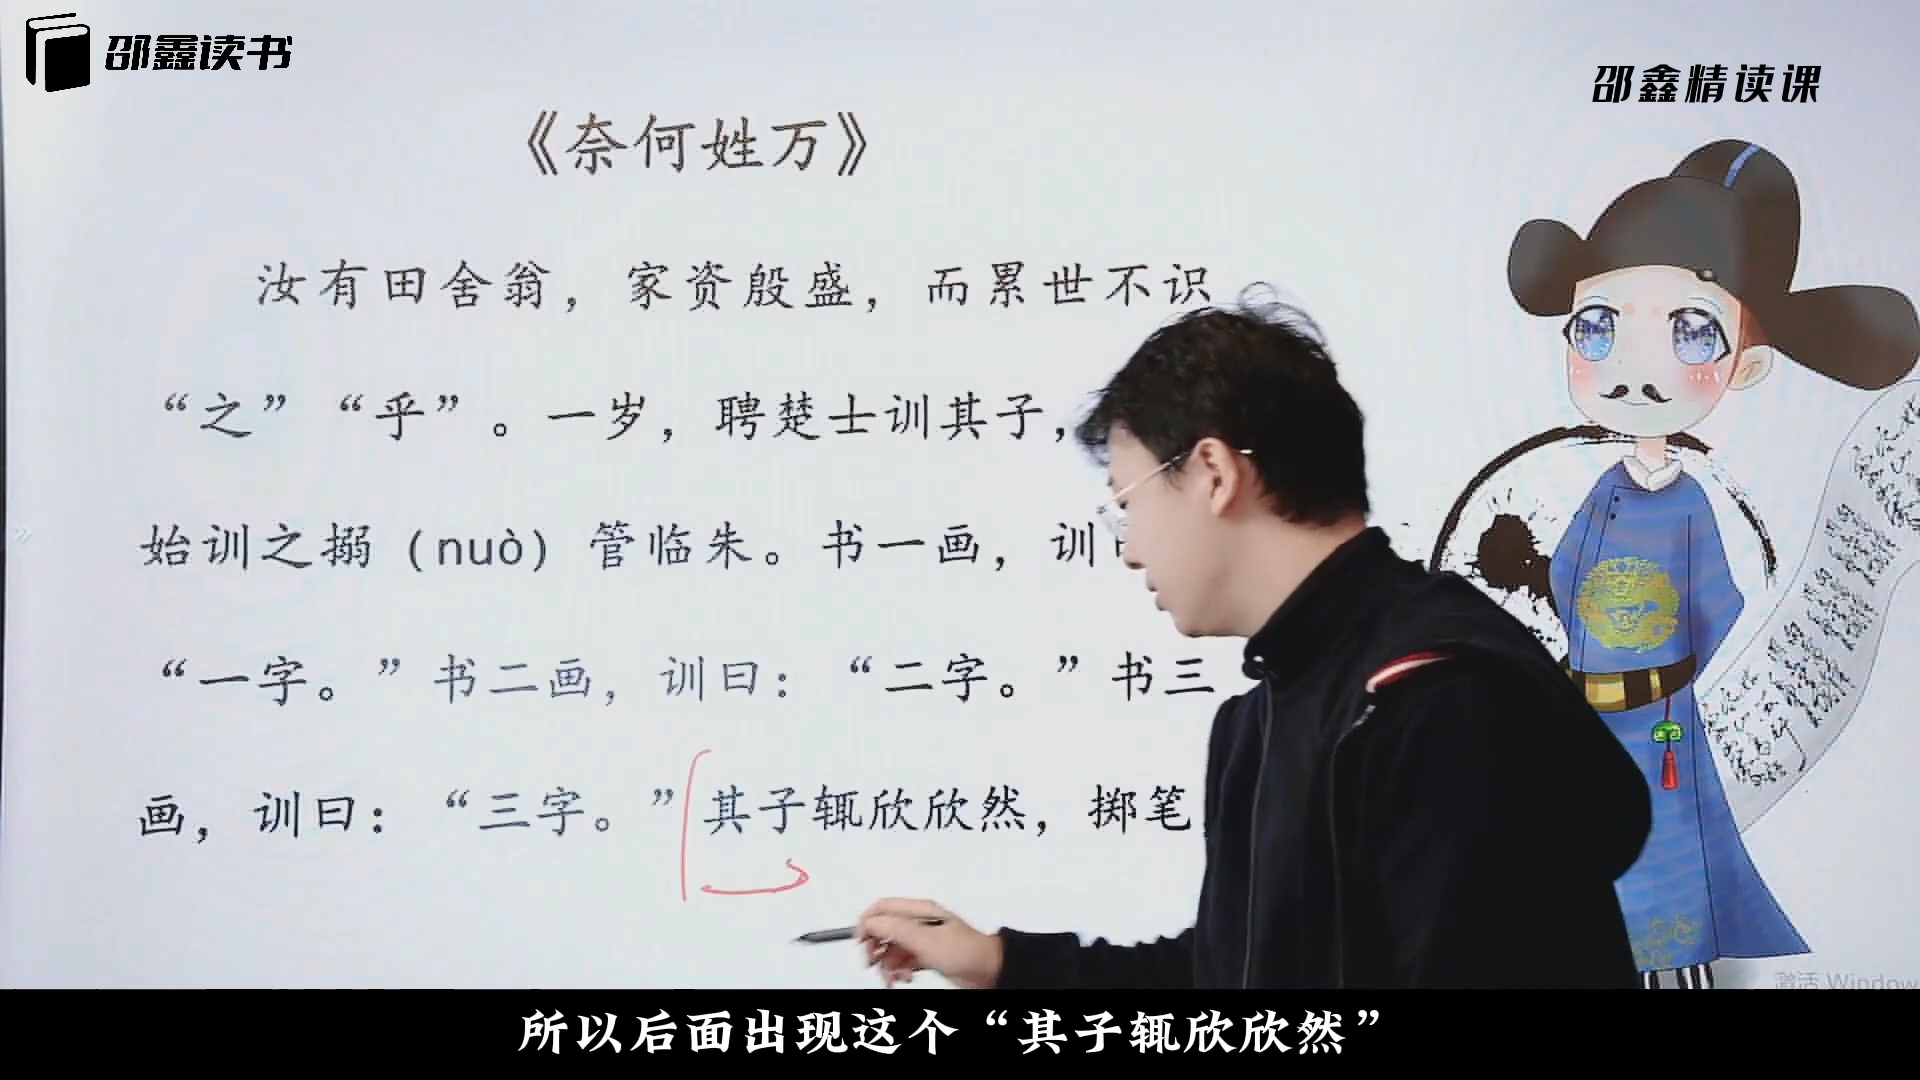 邵鑫读书
邵鑫精读课
《奈何姓万》
汝有田舍翁，家资殷盛，而累世不识
“之”“乎”。一岁，聘楚士训其子，
始训之搦（nuò）管临朱。书一画，训
“一字。”书二画，训曰：“二字。”书三
画，训曰：“三字。”其子辄欣欣然，掷笔
激活 Window
所以后面出现这个“其子辄欣欣然”